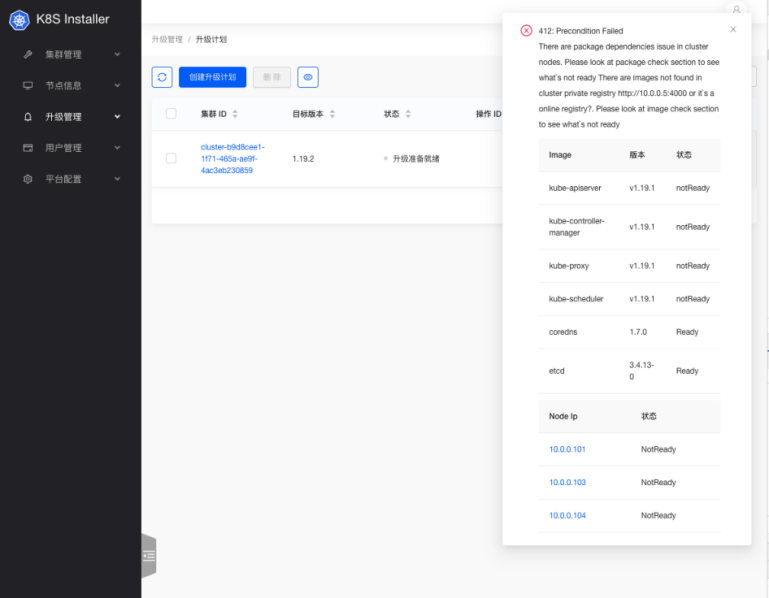 K8S Installer
集群管理
节点信息
升级管理
用户管理
平台配置
升级管理 / 升级计划
创建升级计划 删 除
集群 ID 目标版本 状态 操作 ID
cluster-b9d8cee1-
1f71-465a-ae9f-
4ac3eb230859
1.19.2 升级准备就绪
412: Precondition Failed
There are package dependencies issue in cluster
nodes. Please look at package check section to see
what's not ready There are images not found in
cluster private registry http://10.0.0.5:4000 or it's a
online registry?. Please look at image check section
to see what's not ready
Image 版本 状态
kube-apiserver v1.19.1 notReady
kube-controller-
manager v1.19.1 notReady
kube-proxy v1.19.1 notReady
kube-scheduler v1.19.1 notReady
coredns 1.7.0 Ready
etcd 3.4.13-
0 Ready
Node Ip 状态
10.0.0.101 NotReady
10.0.0.103 NotReady
10.0.0.104 NotReady